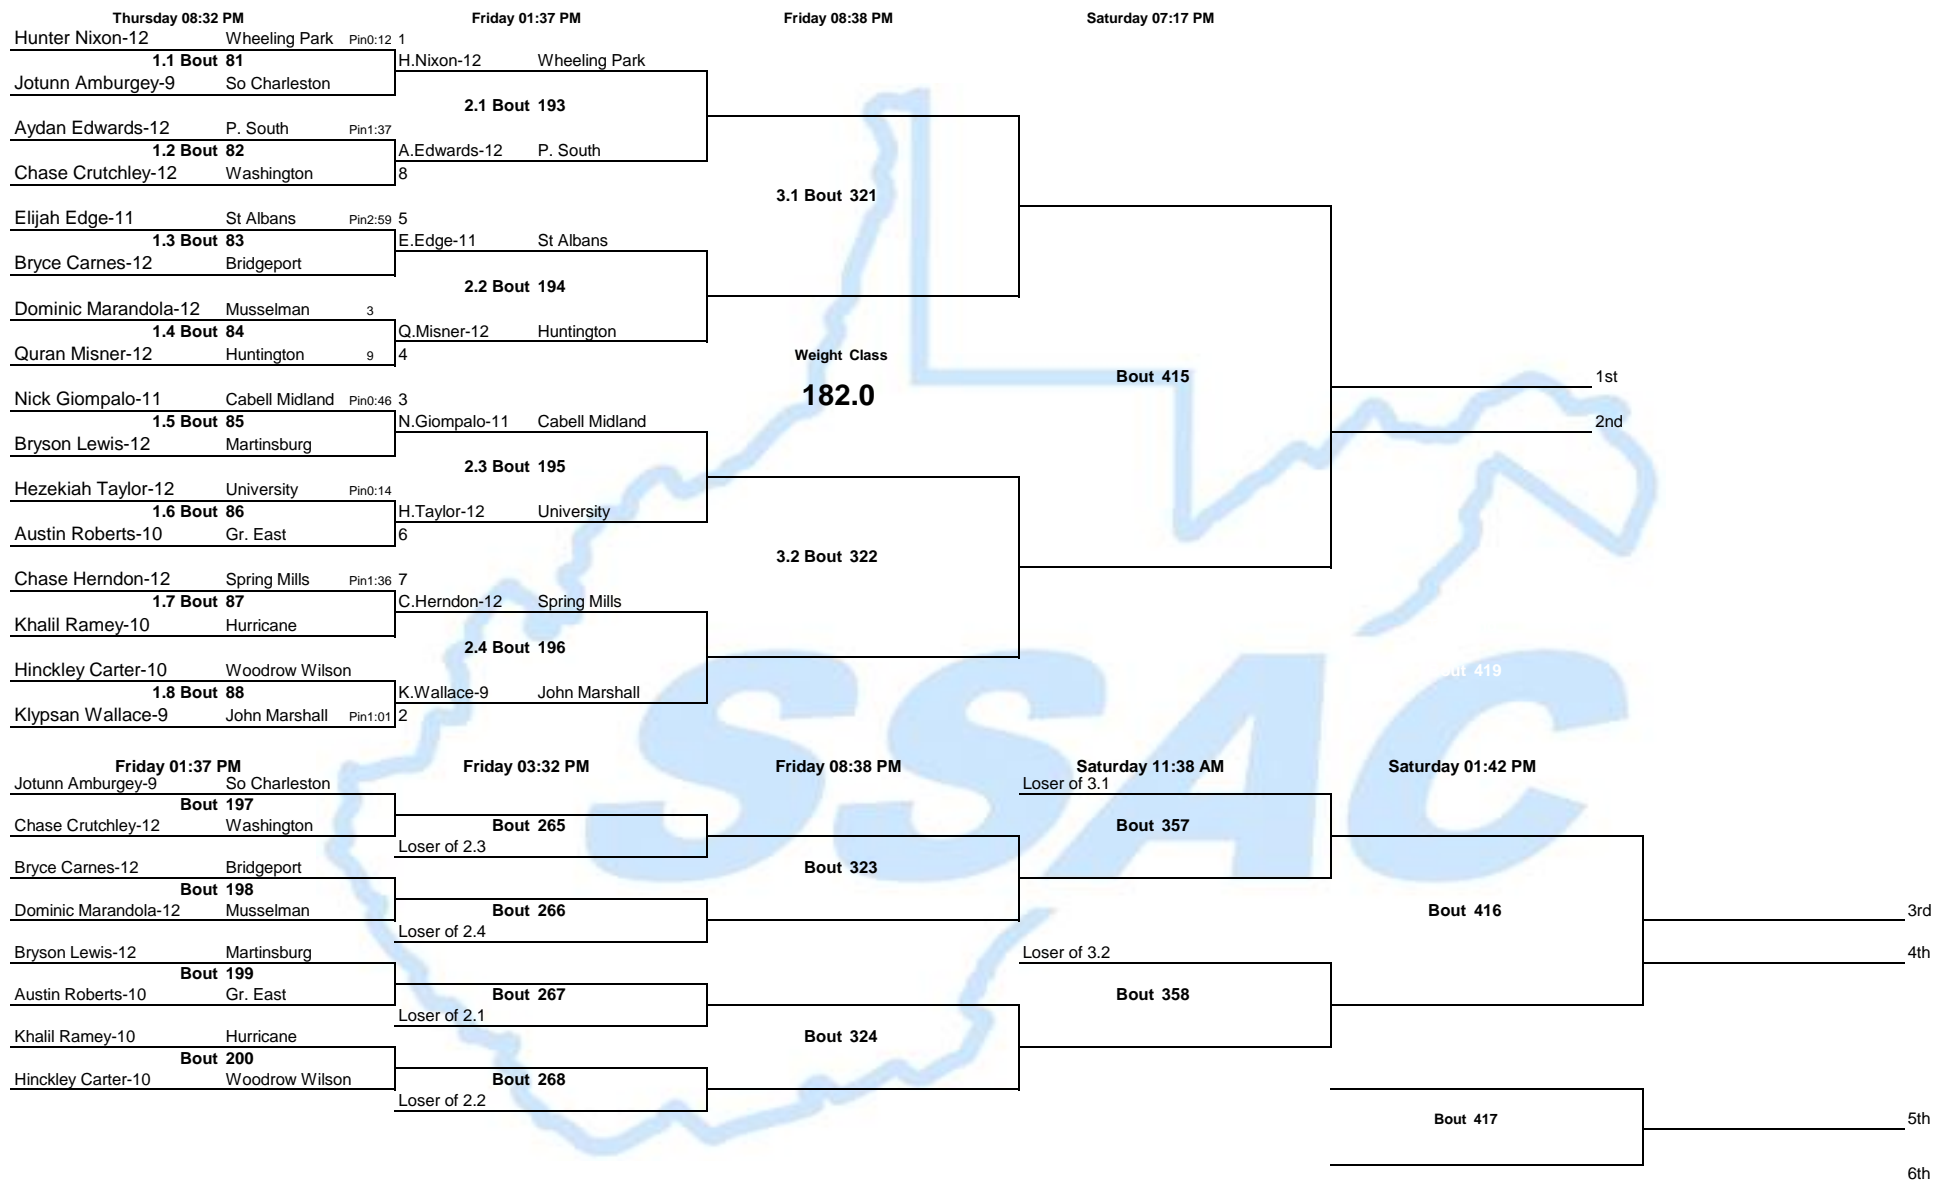 Thursday 08:32 PM Friday 01:37 PM Friday 08:38 PM Saturday 07:17 PM
Hunter Nixon-12 Wheeling Park Pin0:12 1
1.1 Bout 81 H.Nixon-12 Wheeling Park
Jotunn Amburgey-9 So Charleston
2.1 Bout 193
Aydan Edwards-12 P. South Pin1:37
1.2 Bout 82 A.Edwards-12 P. South
Chase Crutchley-12 Washington 8
3.1 Bout 321
Elijah Edge-11 St Albans Pin2:59 5
1.3 Bout 83 E.Edge-11 St Albans
Bryce Carnes-12 Bridgeport
2.2 Bout 194
Dominic Marandola-12 Musselman 3
1.4 Bout 84 Q.Misner-12 Huntington
Quran Misner-12 Huntington 9 4 Weight Class
Bout 415 1st
182.0
Nick Giompalo-11 Cabell Midland Pin0:46 3
1.5 Bout 85 N.Giompalo-11 Cabell Midland 2nd
Bryson Lewis-12 Martinsburg
2.3 Bout 195
Hezekiah Taylor-12 University Pin0:14
1.6 Bout 86 H.Taylor-12 University
Austin Roberts-10 Gr. East 6
3.2 Bout 322
Chase Herndon-12 Spring Mills Pin1:36 7
1.7 Bout 87 C.Herndon-12 Spring Mills
Khalil Ramey-10 Hurricane
2.4 Bout 196
Hinckley Carter-10 Woodrow Wilson 419
1.8 Bout 88 K.Wallace-9 John Marshall
Klypsan Wallace-9 John Marshall Pin1:01 2
SSAC
Friday 01:37 PM Friday 03:32 PM Friday 08:38 PM Saturday 11:38 AM Saturday 01:42 PM
Jotunn Amburgey-9 So Charleston Loser of 3.1
Bout 197
Chase Crutchley-12 Washington Bout 265 Bout 357
Loser of 2.3
Bryce Carnes-12 Bridgeport Bout 323
Bout 198
Dominic Marandola-12 Musselman Bout 266 Bout 416 3rd
Loser of 2.4
Bryson Lewis-12 Martinsburg Loser of 3.2 4th
Bout 199
Austin Roberts-10 Gr. East Bout 267 Bout 358
Loser of 2.1
Khalil Ramey-10 Hurricane Bout 324
Bout 200
Hinckley Carter-10 Woodrow Wilson Bout 268
Loser of 2.2
Bout 417 5th
6th